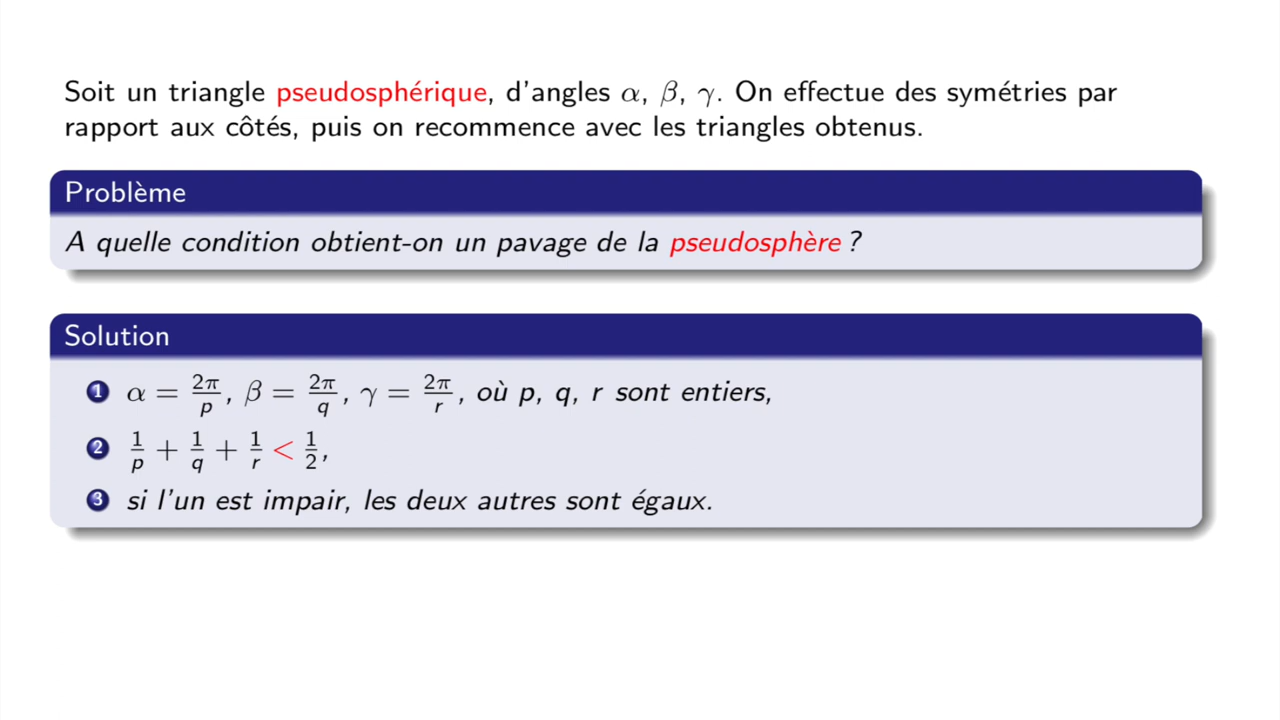 Soit un triangle pseudosphérique, d'angles α, β, γ. On effectue des symétries par
rapport aux côtés, puis on recommence avec les triangles obtenus.
Problème
A quelle condition obtient-on un pavage de la pseudosphère ?
Solution
1 α = 2π/p, β = 2π/q, γ = 2π/r, où p, q, r sont entiers,
2 1/p + 1/q + 1/r < 1/2,
3 si l'un est impair, les deux autres sont égaux.